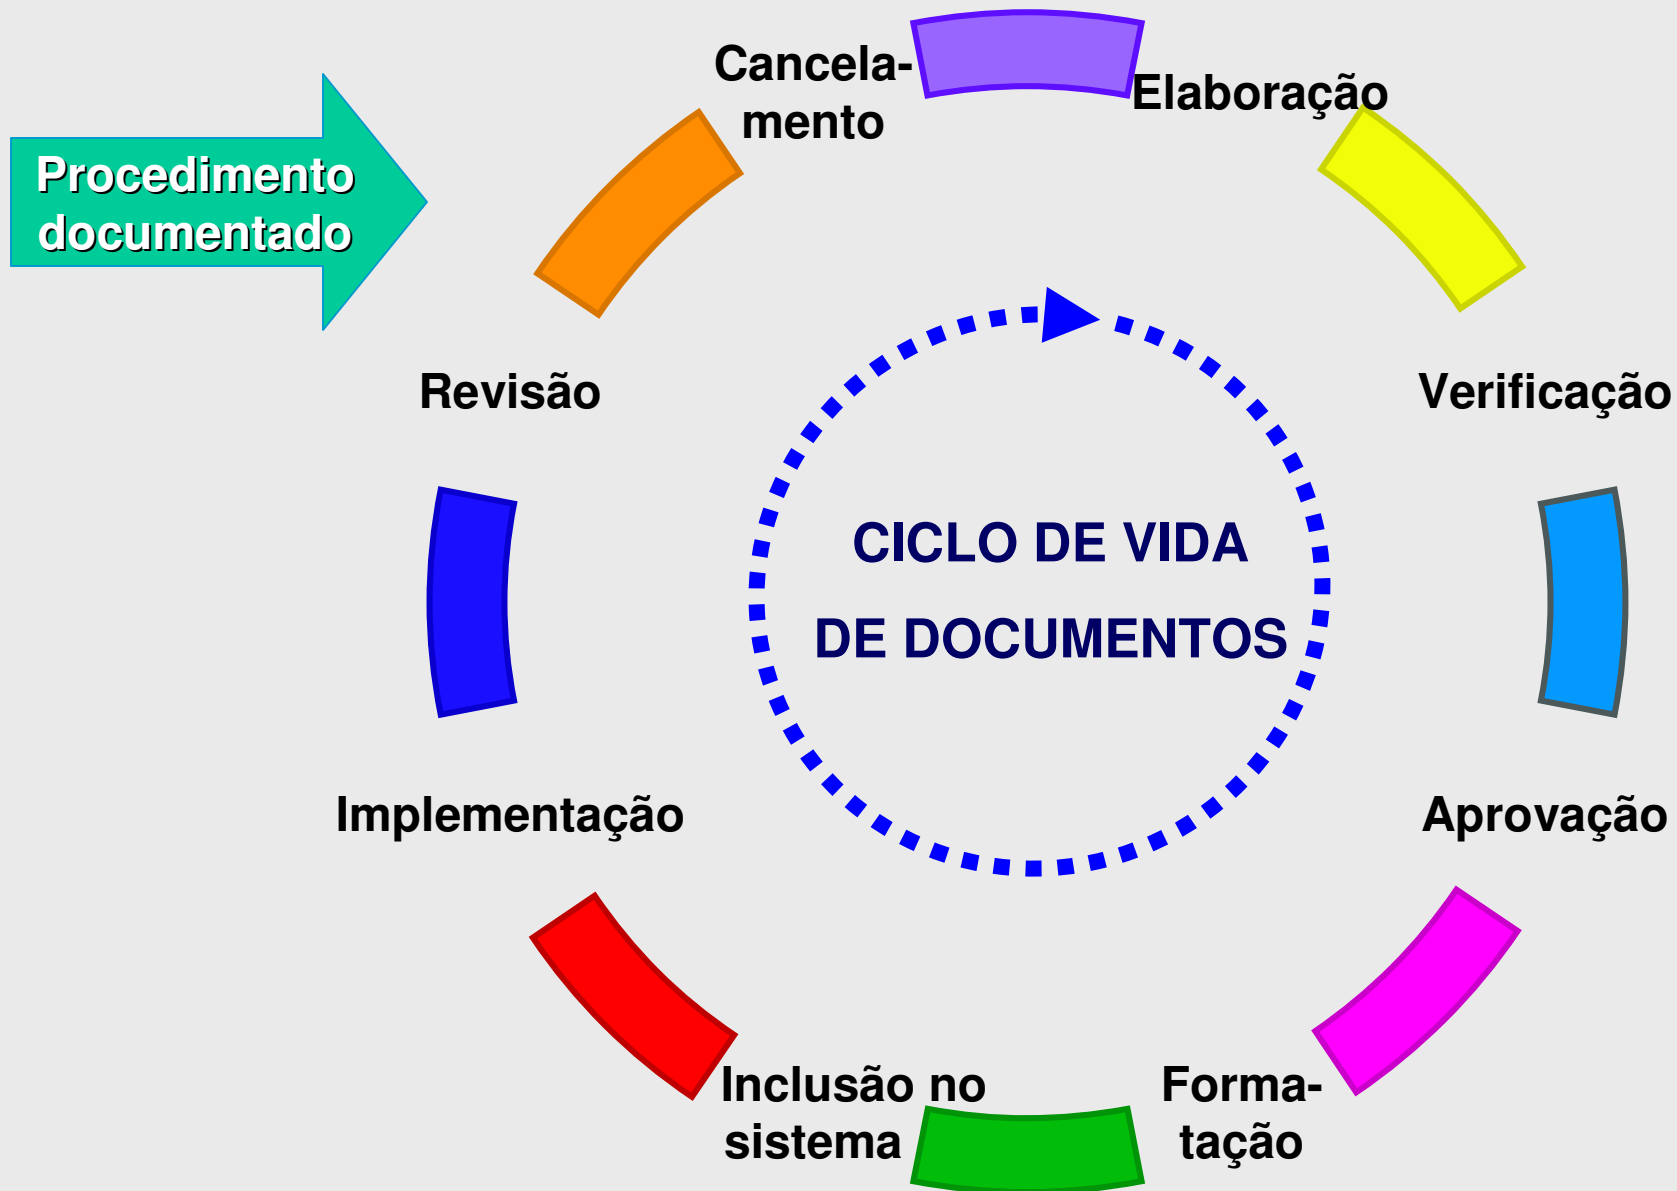 Procedimento
documentado
Cancela-
mento
Elaboração
Verificação
Aprovação
Forma-
tação
Inclusão no
sistema
Implementação
Revisão
CICLO DE VIDA
DE DOCUMENTOS